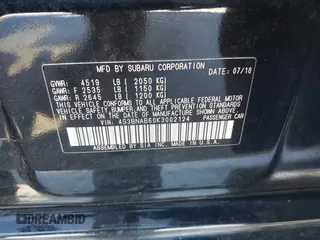 MFD BY SUBARU CORPORATION DATE: 07/18
GVWR: 4519 LB ( 2050 KG)
GAWR: F 2535 LB ( 1150 KG)
GAWR: R 2645 LB ( 1200 KG)
THIS VEHICLE CONFORMS TO ALL APPLICABLE FEDERAL MOTOR
VEHICLE SAFETY, BUMPER, AND THEFT PREVENTION STANDARDS
IN EFFECT ON THE DATE OF MANUFACTURE SHOWN ABOVE.
VIN: 4S3BNAB60K3002124 PASSENGER CAR
ASSEMBLED BY SIA INC. MADE IN U.S.A.
DREAMBID